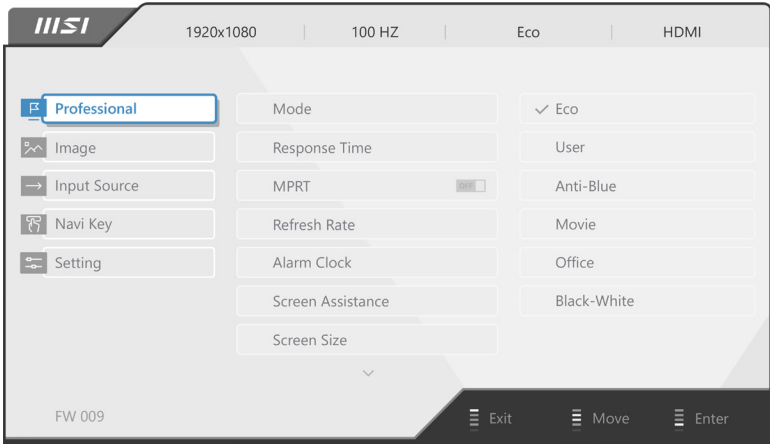 msi
1920x1080 100 HZ Eco HDMI
Professional Mode Eco
Image Response Time User
Input Source MPRT OFF Anti-Blue
Navi Key Refresh Rate Movie
Setting Alarm Clock Office
Screen Assistance Black-White
Screen Size
FW 009 Exit Move Enter